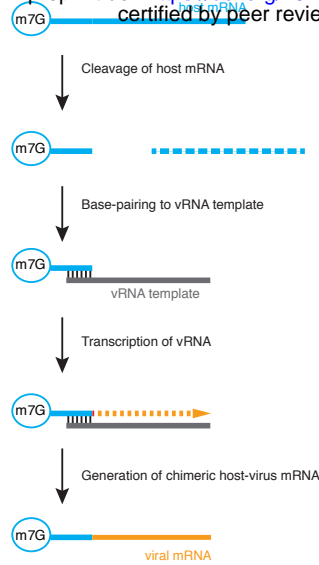 certified by peer revie
host mRNA
m7G
Cleavage of host mRNA
m7G
Base-pairing to vRNA template
m7G
vRNA template
Transcription of vRNA
m7G
Generation of chimeric host-virus mRNA
m7G
viral mRNA